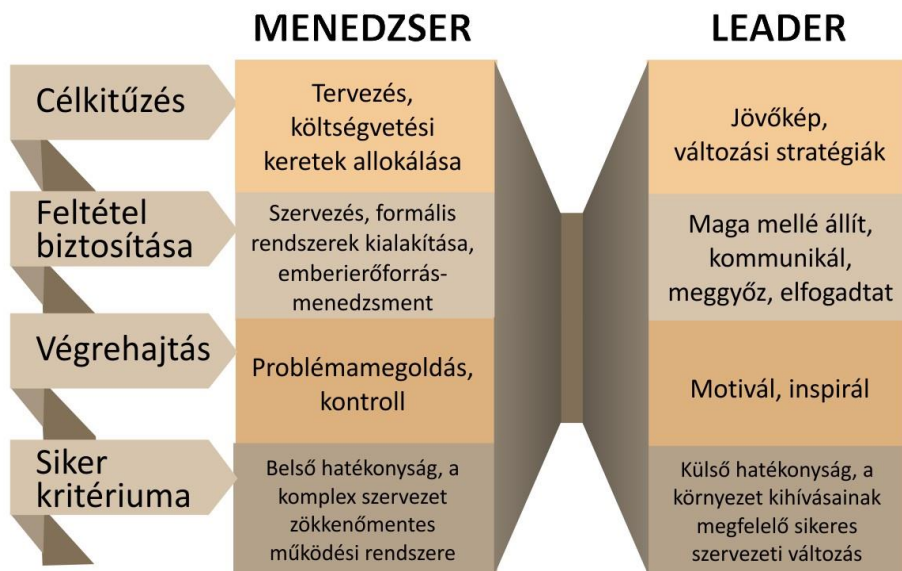 MENEDZSER
LEADER
Célkitűzés
Tervezés,
költségvetési
keretek allokálása
Jövőkép,
változási stratégiák
Feltétel
biztosítása
Szervezés, formális
rendszerek kialakítása,
emberierőforrás-
menedzsment
Maga mellé állít,
kommunikál,
meggyőz, elfogadtat
Végrehajtás
Problémamegoldás,
kontroll
Motivál, inspirál
Siker
kritériuma
Belső hatékonyság, a
komplex szervezet
zökkenőmentes
működési rendszere
Külső hatékonyság, a
környezet kihívásainak
megfelelő sikeres
szervezeti változás